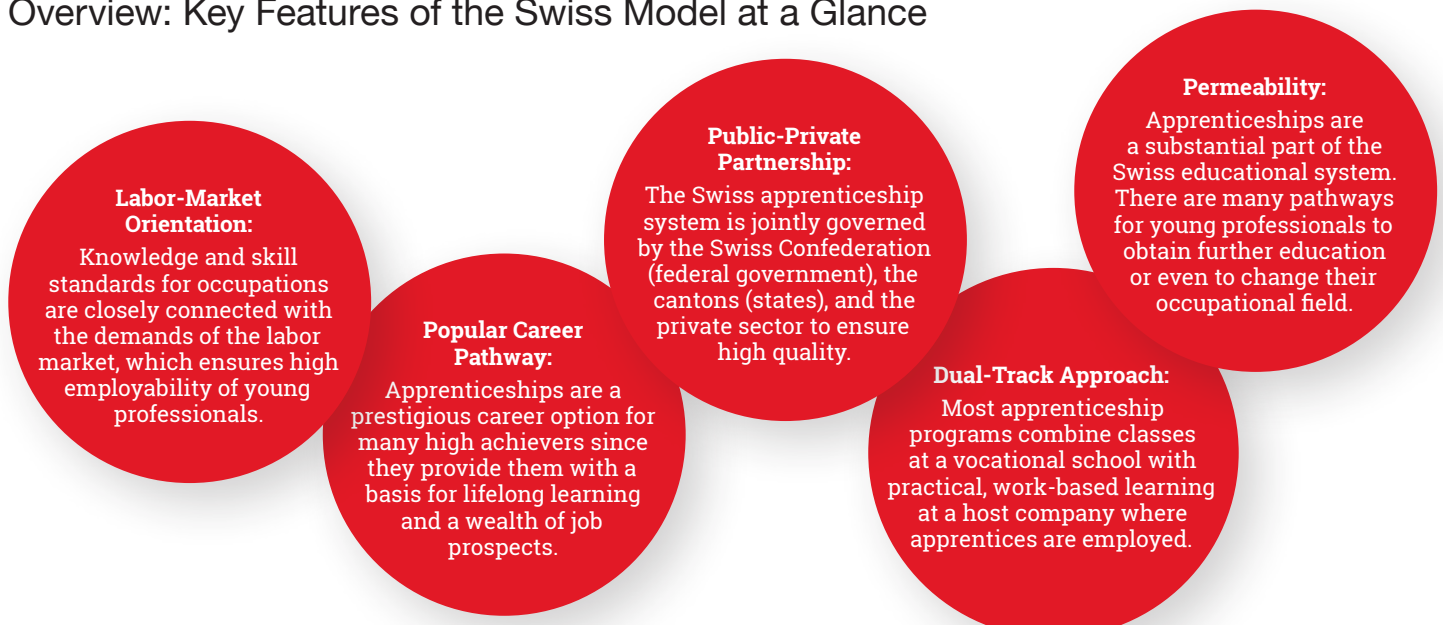 Overview: Key Features of the Swiss Model at a Glance
Labor-Market
Orientation:
Knowledge and skill
standards for occupations
are closely connected with
the demands of the labor
market, which ensures high
employability of young
professionals.
Popular Career
Pathway:
Apprenticeships are a
prestigious career option for
many high achievers since
they provide them with a
basis for lifelong learning
and a wealth of job
prospects.
Public-Private
Partnership:
The Swiss apprenticeship
system is jointly governed
by the Swiss Confederation
(federal government), the
cantons (states), and the
private sector to ensure
high quality.
Dual-Track Approach:
Most apprenticeship
programs combine classes
at a vocational school with
practical, work-based learning
at a host company where
apprentices are employed.
Permeability:
Apprenticeships are
a substantial part of the
Swiss educational system.
There are many pathways
for young professionals to
obtain further education
or even to change their
occupational field.